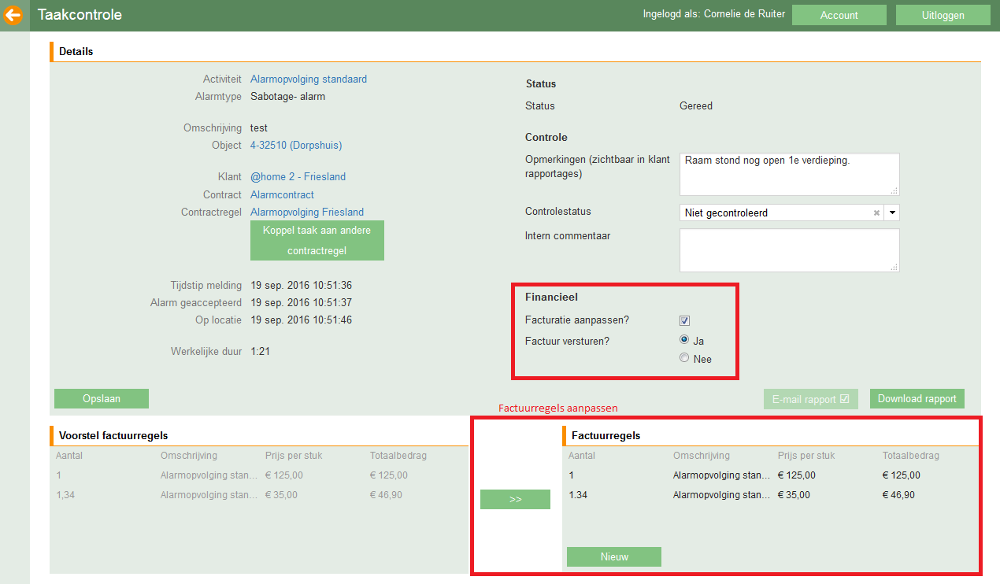 Taakcontrole
Ingelogd als: Cornelie de Ruiter
Account
Uitloggen
Details
Activiteit Alarmopvolging standaard
Alarmtype Sabotage- alarm
Omschrijving test
Object 4-32510 (Dorpshuis)
Klant @home 2 - Friesland
Contract Alarmcontract
Contractregel Alarmopvolging Friesland
Koppel taak aan andere
contractregel
Tijdstip melding 19 sep. 2016 10:51:36
Alarm geaccepteerd 19 sep. 2016 10:51:37
Op locatie 19 sep. 2016 10:51:46
Werkelijke duur 1:21
Status
Status Gereed
Controle
Opmerkingen (zichtbaar in klant
rapportages)
Raam stond nog open 1e verdieping.
Controlestatus Niet gecontroleerd
Intern commentaar
Financieel
Facturatie aanpassen?
Factuur versturen? Ja
Nee
Opslaan
E-mail rapport
Download rapport
Factuurregels aanpassen
Voorstel factuurregels
Aantal Omschrijving Prijs per stuk Totaalbedrag
1 Alarmopvolging stan... € 125,00 € 125,00
1,34 Alarmopvolging stan... € 35,00 € 46,90
>>
Factuurregels
Aantal Omschrijving Prijs per stuk Totaalbedrag
1 Alarmopvolging stan... € 125,00 € 125,00
1.34 Alarmopvolging stan... € 35,00 € 46,90
Nieuw